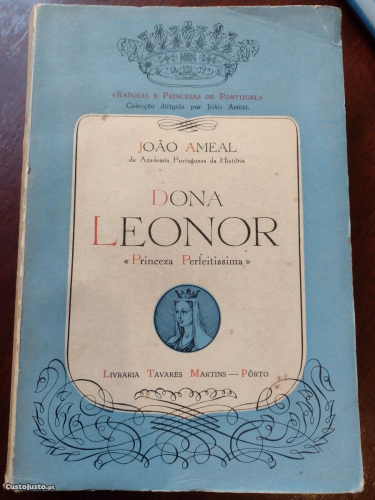 «RAÍNHAS E PRINCESAS DE PORTUGAL»
Colecção dirigida por JOÃO AMEAL
JOÃO AMEAL
da Academia Portuguesa da História
DONA
LEONOR
« Princeza Perfeitissima »
LIVRARIA TAVARES MARTINS — PÔRTO
CustoJusto.pt